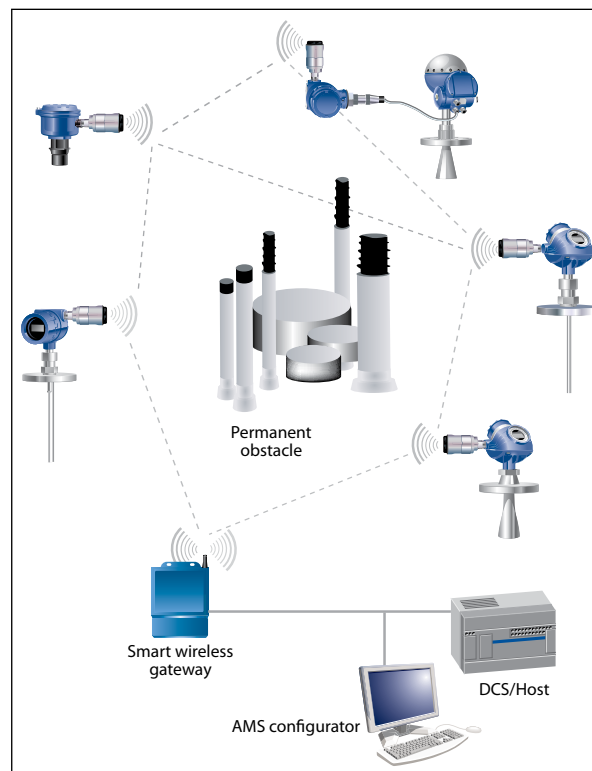 Permanent
obstacle
Smart wireless
gateway
DCS/Host
AMS configurator